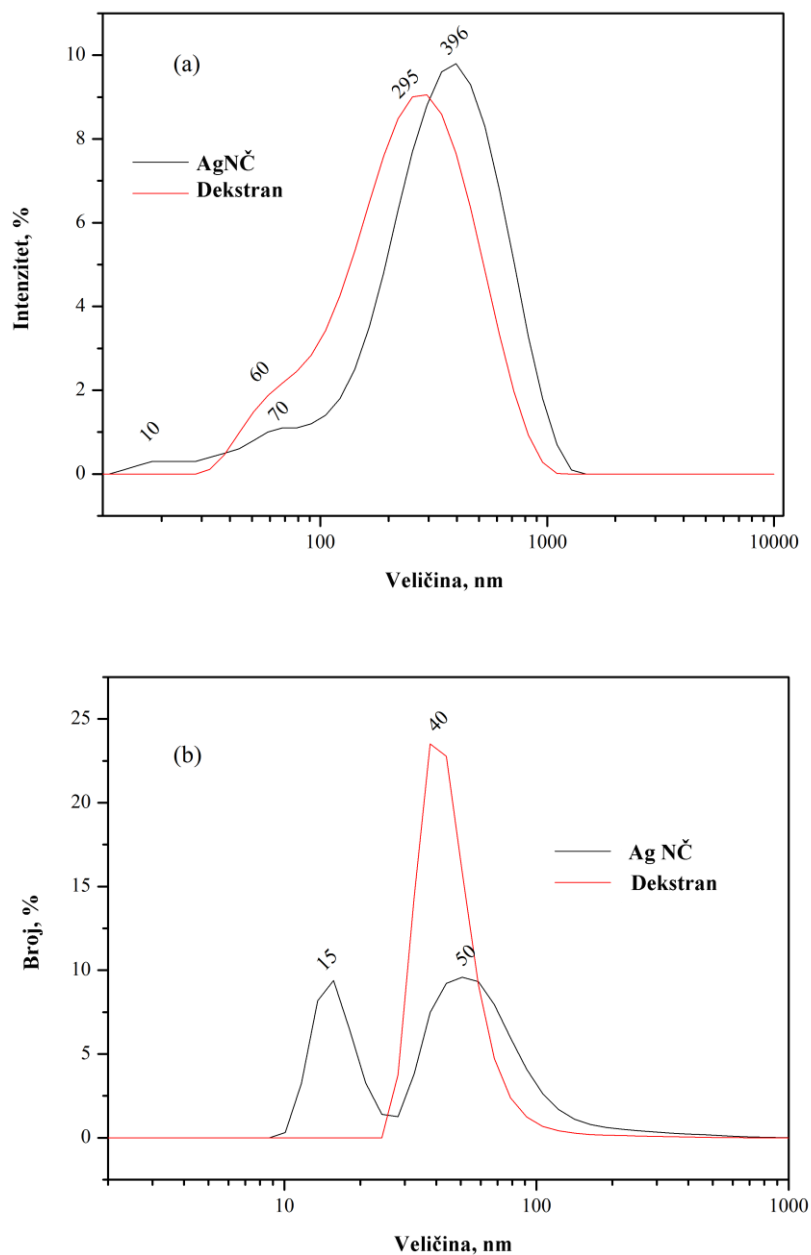 (a)
396
295
60
70
10
AgNČ
Dekstran
Intenzitet, %
10
8
6
4
2
0
100
1000
10000
Veličina, nm
(b)
40
15
50
Ag NČ
Dekstran
Broj, %
25
20
15
10
5
0
10
100
1000
Veličina, nm